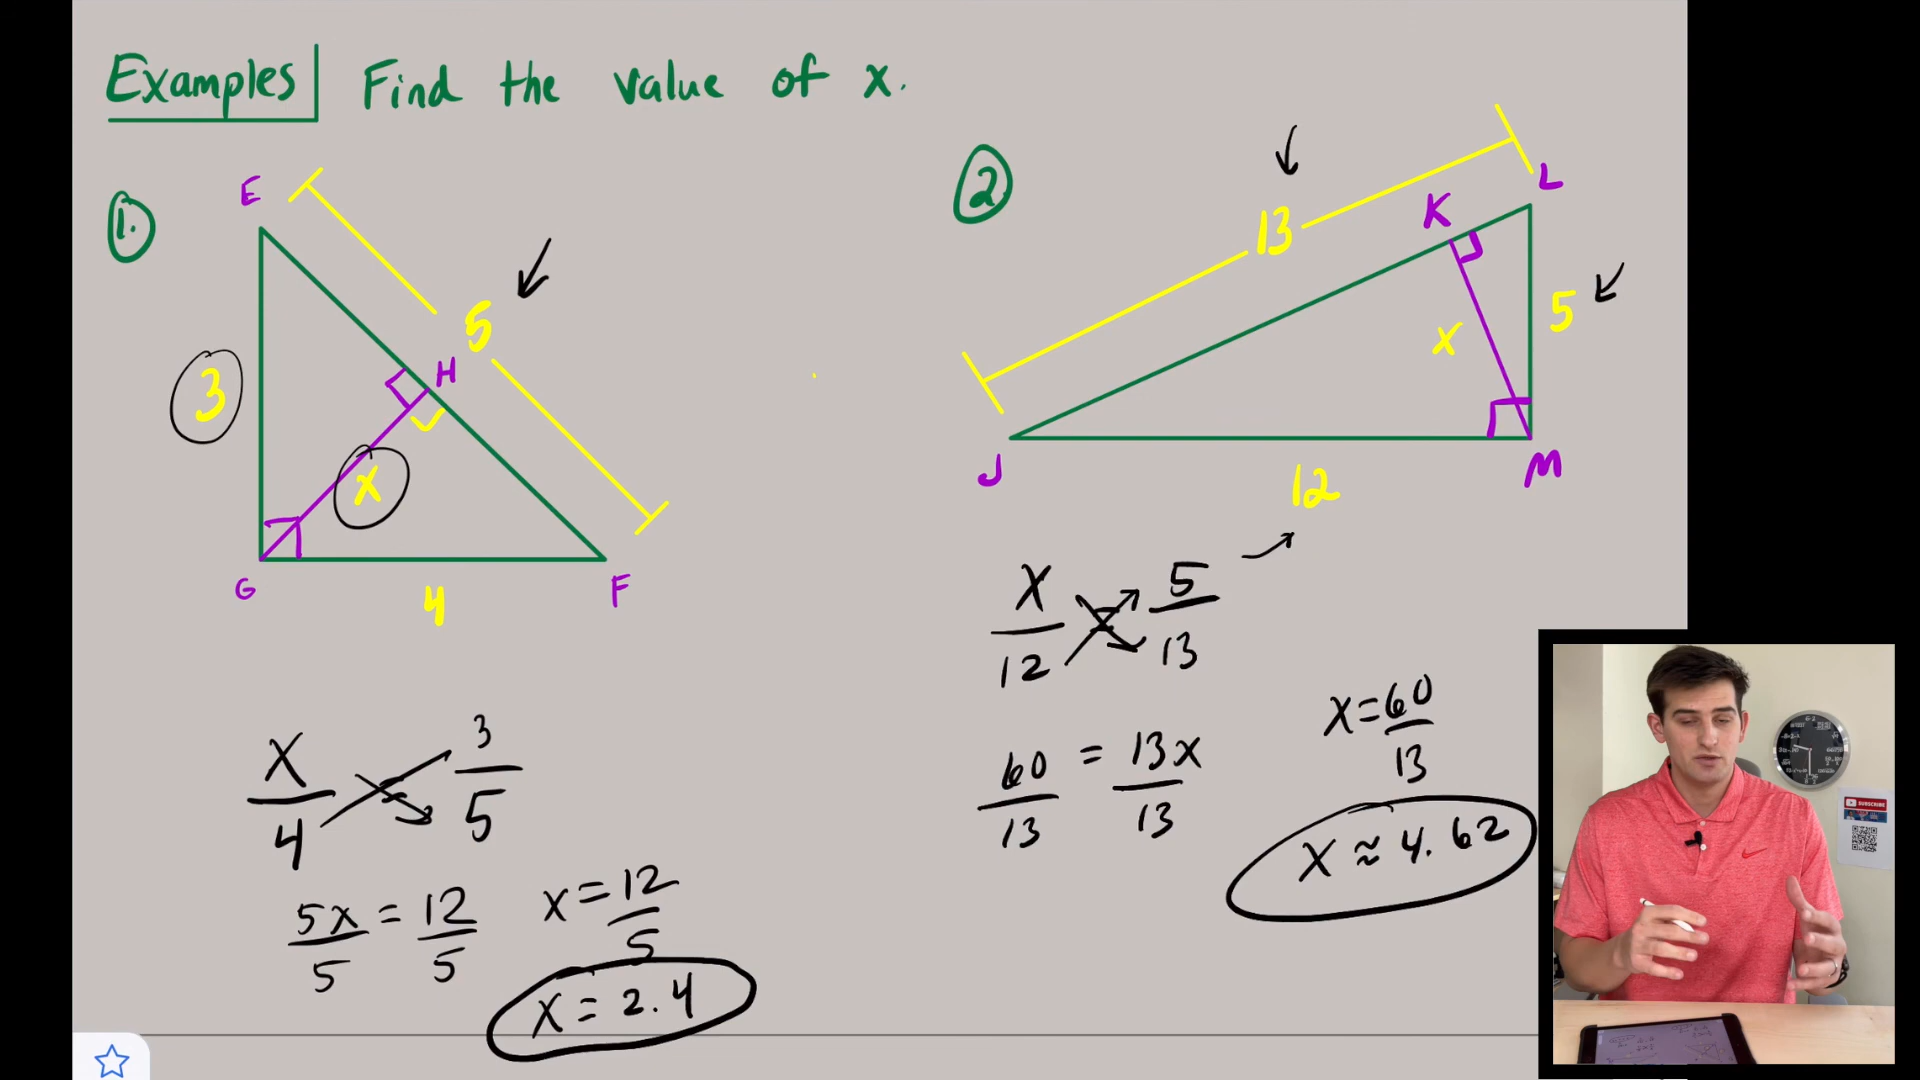 Examples Find the value of x.
1.
E
5
3
H
x
G
4
F
x/4 = 3/5
5x/5 = 12/5
x = 12/5
x = 2.4
2
13
K
L
5
x
J
12
M
x/12 = 5/13
60/13 = 13x/13
x = 60/13
x ≈ 4.62
SUBSCRIBE